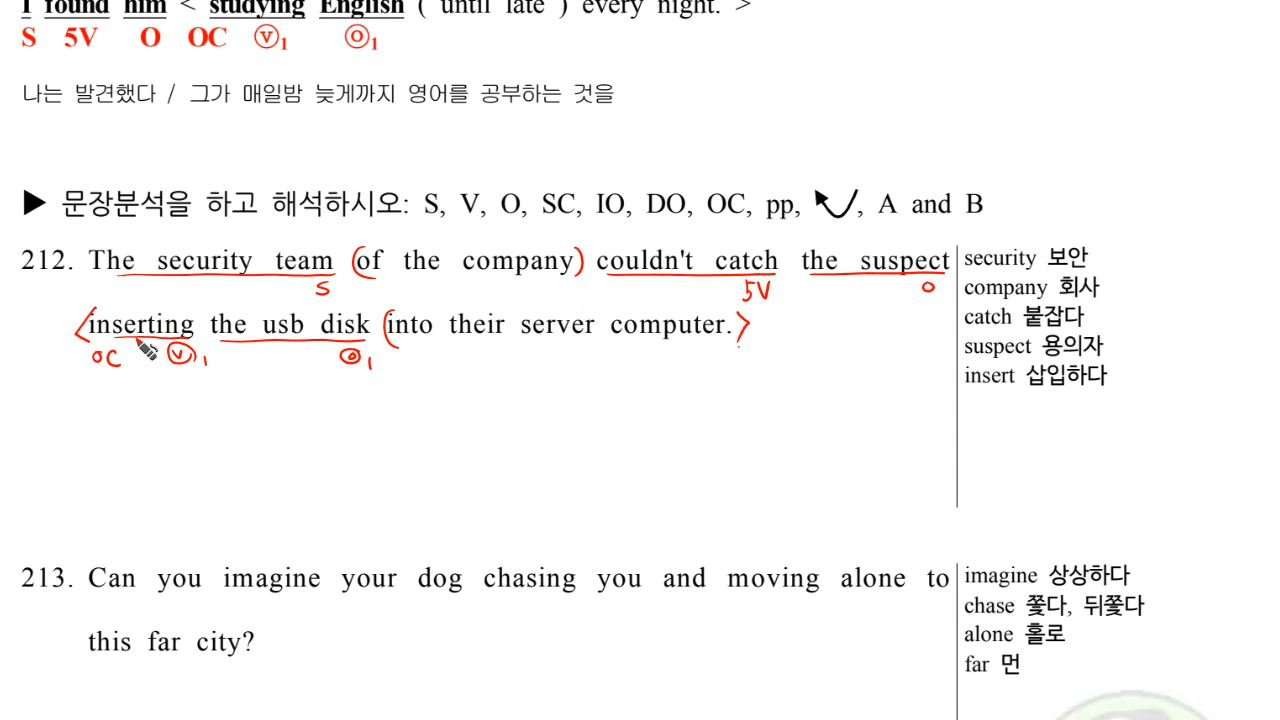 I found him < studying English ( until late ) every night. >
S 5V O OC ⓥ₁ ⓞ₁
나는 발견했다 / 그가 매일밤 늦게까지 영어를 공부하는 것을
▶ 문장분석을 하고 해석하시오: S, V, O, SC, IO, DO, OC, pp, , A and B
212. The security team (of the company) couldn't catch the suspect
S 5V O
<inserting the usb disk (into their server computer.>
OC ⓥ₁ ⓞ₁
security 보안
company 회사
catch 붙잡다
suspect 용의자
insert 삽입하다
213. Can you imagine your dog chasing you and moving alone to
this far city?
imagine 상상하다
chase 쫓다, 뒤쫓다
alone 홀로
far 먼